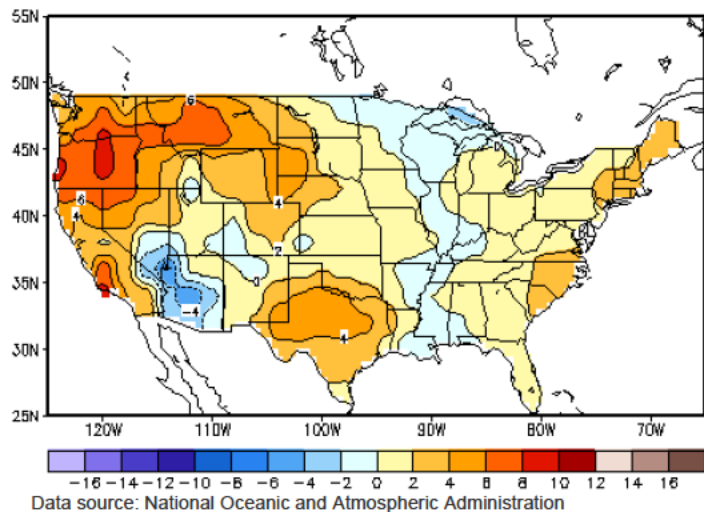 55N
50N
45N
40N
35N
30N
25N
6
6
4
4
2
0
-4
4
120W 110W 100W 90W 80W 70W
-16 -14 -12 -10 -8 -6 -4 -2 0 2 4 6 8 10 12 14 16
Data source: National Oceanic and Atmospheric Administration